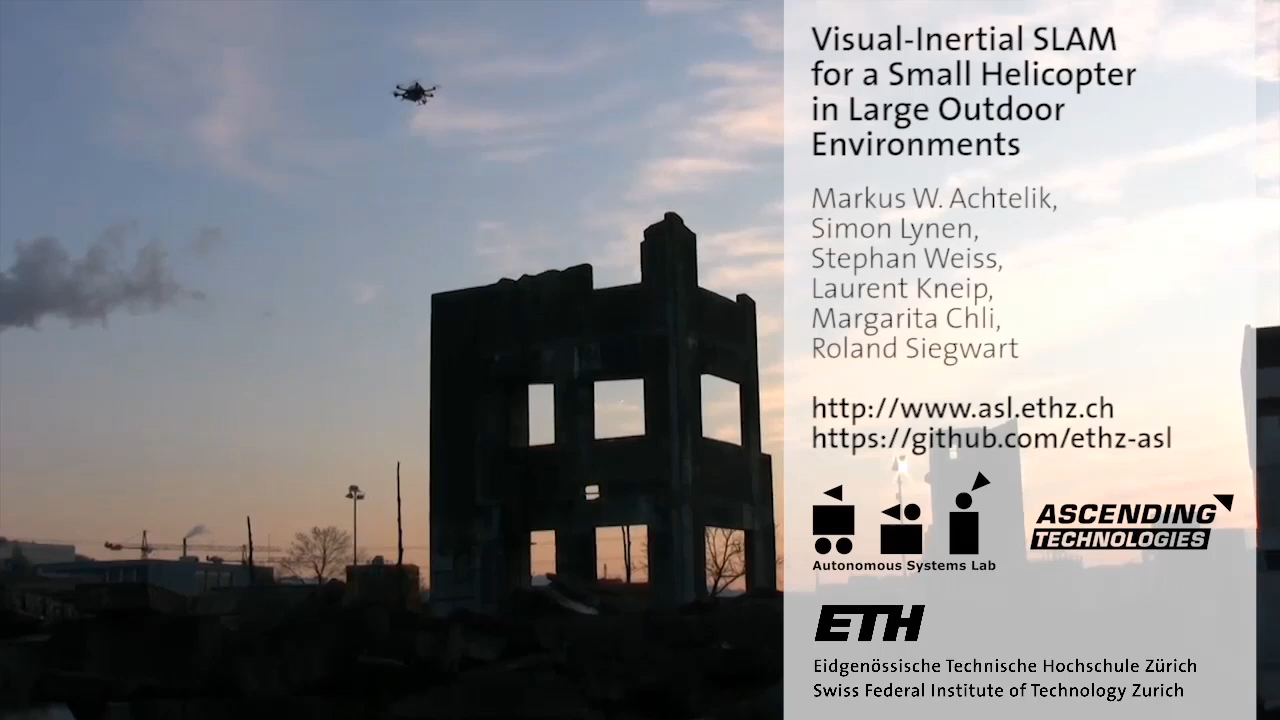 Visual-Inertial SLAM
for a Small Helicopter
in Large Outdoor
Environments
Markus W. Achtelik,
Simon Lynen,
Stephan Weiss,
Laurent Kneip,
Margarita Chli,
Roland Siegwart
http://www.asl.ethz.ch
https://github.com/ethz-asl
Autonomous Systems Lab
ASCENDING
TECHNOLOGIES
ETH
Eidgenössische Technische Hochschule Zürich
Swiss Federal Institute of Technology Zurich